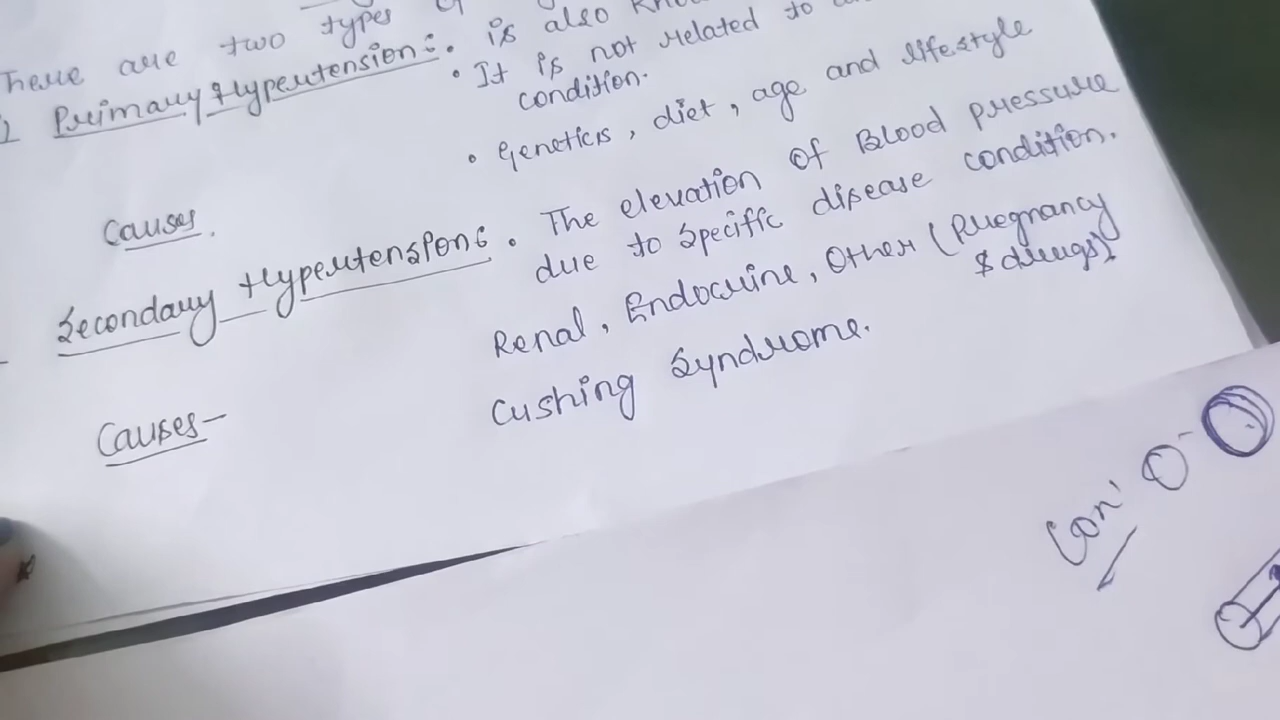 There are two types
1) Primary Hypertension:
• is also
• It is not related to
condition.
Causes.
• Genetics, diet, age and lifestyle
Secondary Hypertension:
• The elevation of Blood pressure
due to specific disease condition.
Causes-
Renal, Endocrine, Other (Pregnancy
& drugs),
Cushing Syndrome.
Con'